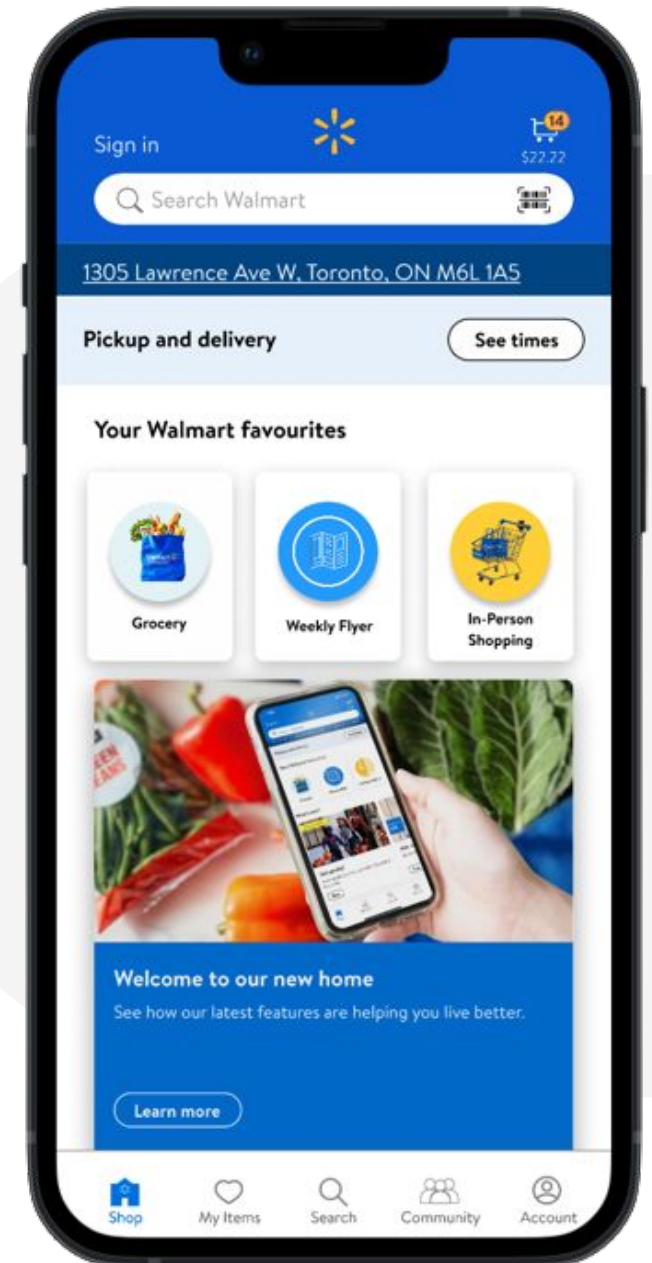 Sign in
14
$22.22
Search Walmart
1305 Lawrence Ave W, Toronto, ON M6L 1A5
Pickup and delivery
See times
Your Walmart favourites
Grocery
Weekly Flyer
In-Person
Shopping
Welcome to our new home
See how our latest features are helping you live better.
Learn more
Shop
My Items
Search
Community
Account